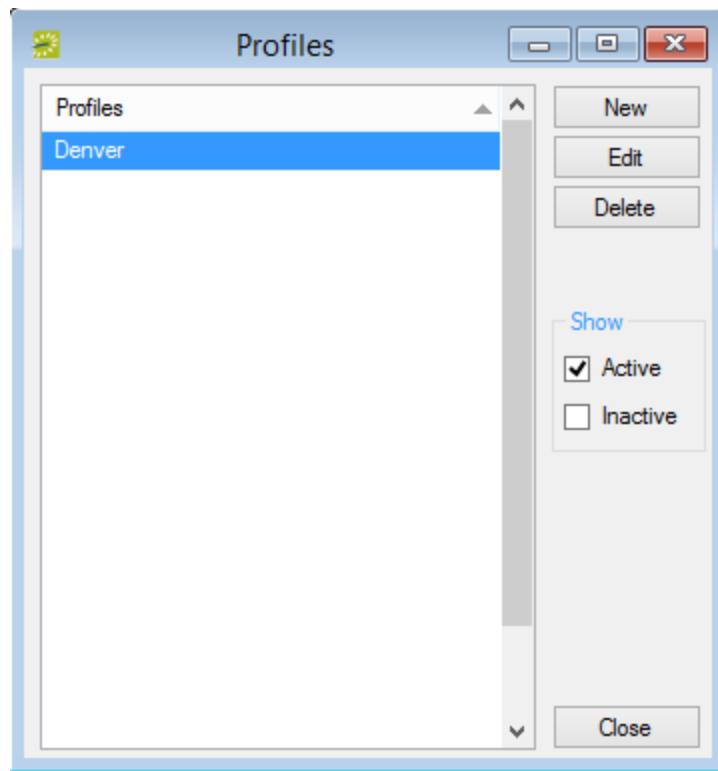 Profiles
Profiles
Denver
New
Edit
Delete
Show
Active
Inactive
Close